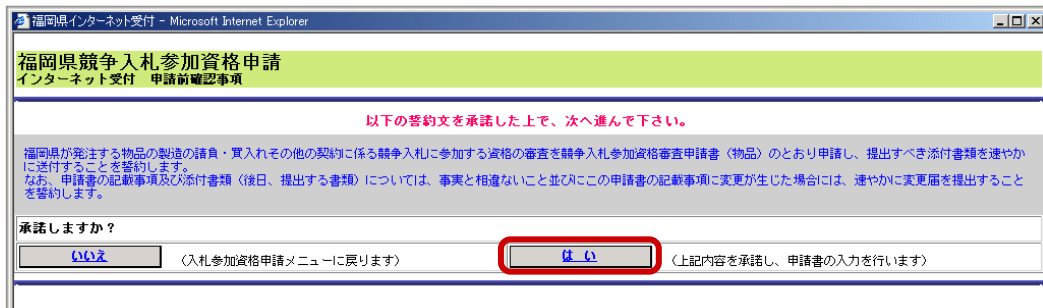 福岡県インターネット受付 - Microsoft Internet Explorer
福岡県競争入札参加資格申請
インターネット受付 申請前確認事項
以下の誓約文を承諾した上で、次へ進んで下さい。
福岡県が発注する物品の製造の請負・買入れその他の契約に係る競争入札に参加する資格の審査を競争入札参加資格審査申請書（物品）のとおり申請し、提出すべき添付書類を速やか
に送付することを誓約します。
なお、申請書の記載事項及び添付書類（後日、提出する書類）については、事実と相違ないこと並びにこの申請書の記載事項に変更が生じた場合には、速やかに変更届を提出すること
を誓約します。
承諾しますか？
いいえ （入札参加資格申請メニューに戻ります） は い （上記内容を承諾し、申請書の入力を行います）